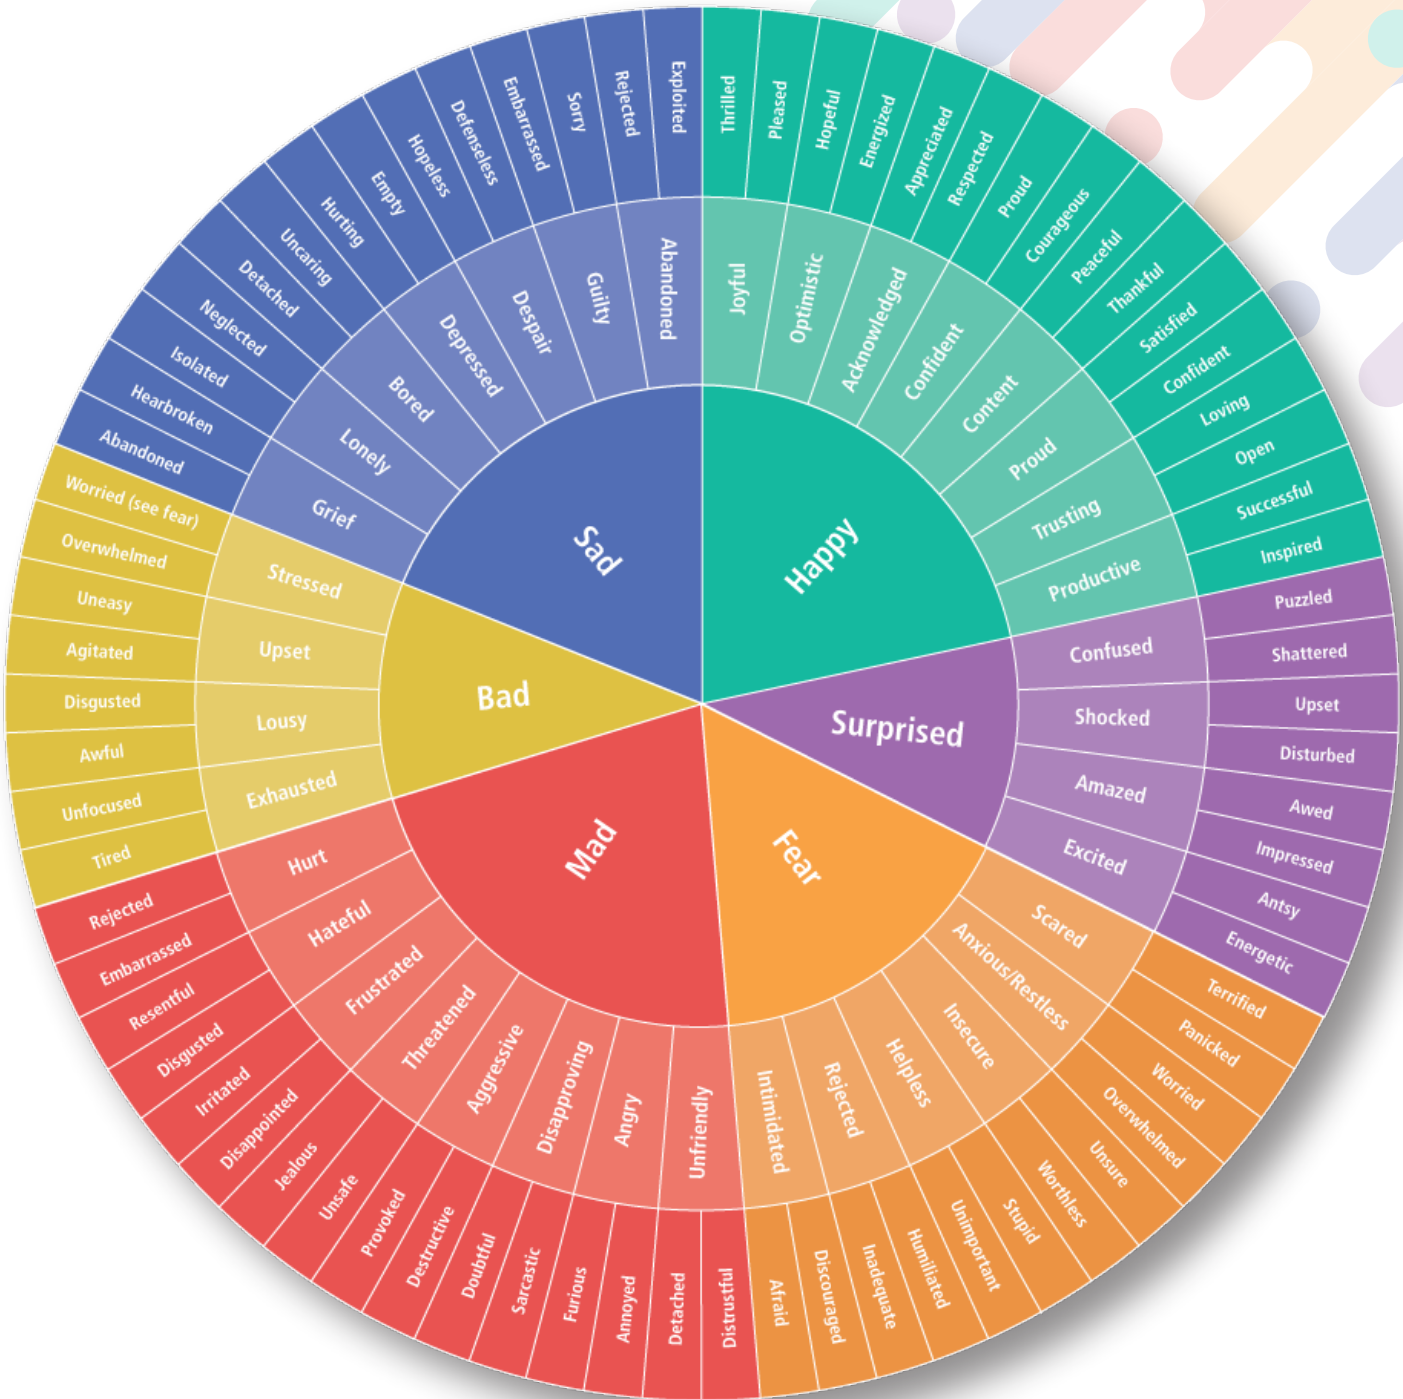 Happy
Surprised
Fear
Mad
Bad
Sad
Joyful
Optimistic
Acknowledged
Confident
Content
Proud
Trusting
Productive
Confused
Shocked
Amazed
Excited
Scared
Anxious/Restless
Insecure
Helpless
Rejected
Intimidated
Unfriendly
Angry
Disapproving
Aggressive
Threatened
Frustrated
Hateful
Hurt
Exhausted
Lousy
Upset
Stressed
Grief
Lonely
Bored
Depressed
Despair
Guilty
Abandoned
Thrilled
Pleased
Hopeful
Energized
Appreciated
Respected
Proud
Courageous
Peaceful
Thankful
Satisfied
Confident
Loving
Open
Successful
Inspired
Puzzled
Shattered
Upset
Disturbed
Awed
Impressed
Antsy
Energetic
Terrified
Panicked
Worried
Overwhelmed
Unsure
Worthless
Stupid
Unimportant
Humiliated
Inadequate
Discouraged
Afraid
Distrustful
Detached
Annoyed
Furious
Sarcastic
Doubtful
Destructive
Provoked
Unsafe
Jealous
Disappointed
Irritated
Disgusted
Resentful
Embarrassed
Rejected
Tired
Unfocused
Awful
Disgusted
Agitated
Uneasy
Overwhelmed
Worried (see fear)
Abandoned
Hearbroken
Isolated
Neglected
Detached
Uncaring
Hurting
Empty
Hopeless
Defenseless
Embarrassed
Sorry
Rejected
Exploited